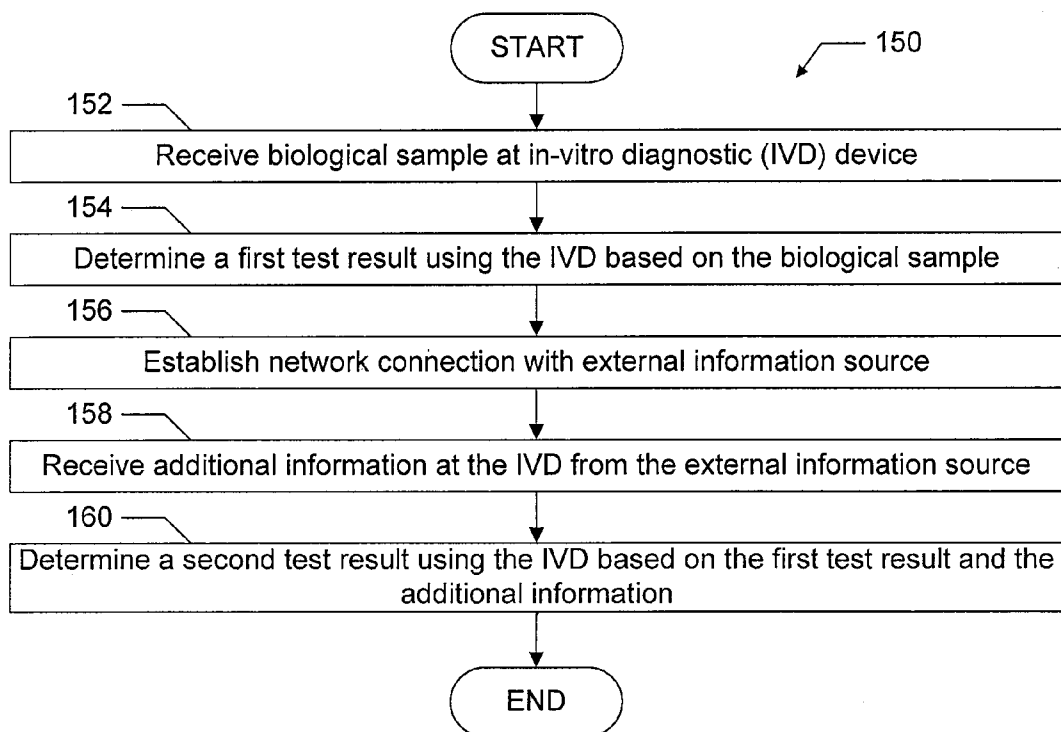 START
150
152
Receive biological sample at in-vitro diagnostic (IVD) device
154
Determine a first test result using the IVD based on the biological sample
156
Establish network connection with external information source
158
Receive additional information at the IVD from the external information source
160
Determine a second test result using the IVD based on the first test result and the
additional information
END